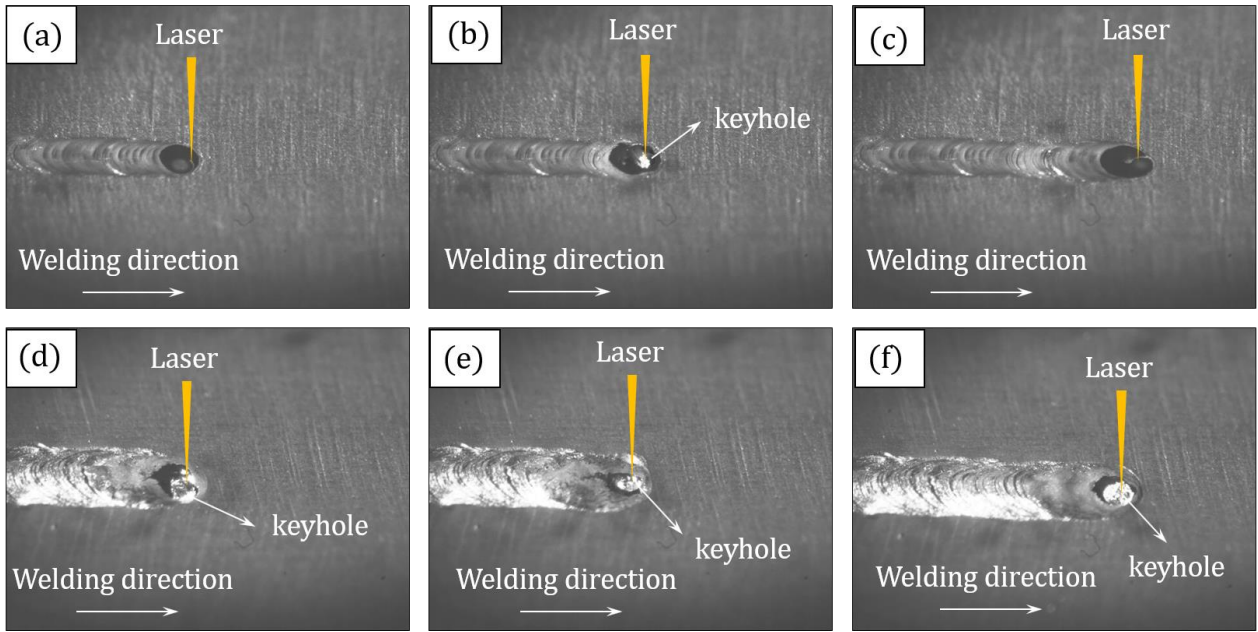 (a)
Laser
Welding direction
(b)
Laser
keyhole
Welding direction
(c)
Laser
Welding direction
(d)
Laser
keyhole
Welding direction
(e)
Laser
keyhole
Welding direction
(f)
Laser
keyhole
Welding direction